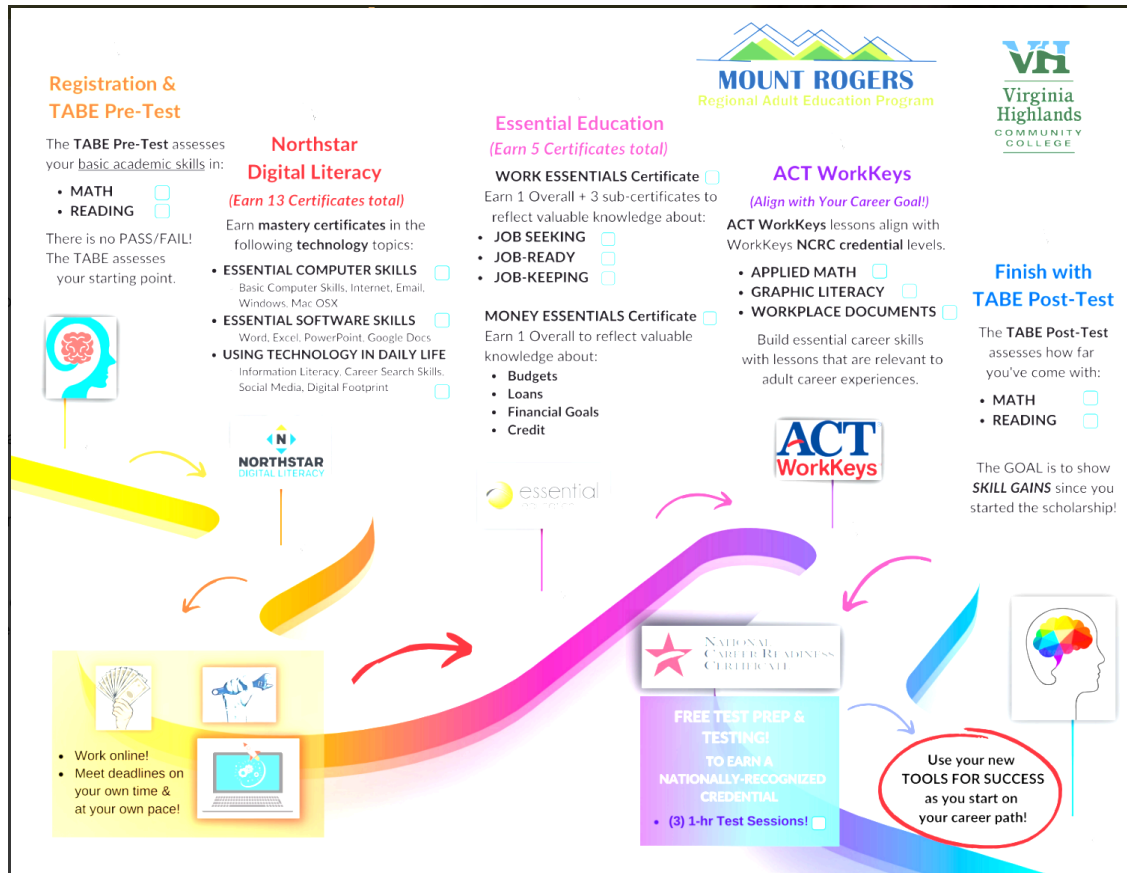 MOUNT ROGERS
Regional Adult Education Program
VH
Virginia
Highlands
COMMUNITY
COLLEGE
Registration &
TABE Pre-Test
The TABE Pre-Test assesses
your basic academic skills in:
• MATH
• READING
There is no PASS/FAIL!
The TABE assesses
your starting point.
Northstar
Digital Literacy
(Earn 13 Certificates total)
Earn mastery certificates in the
following technology topics:
• ESSENTIAL COMPUTER SKILLS
Basic Computer Skills, Internet, Email,
Windows, Mac OSX
• ESSENTIAL SOFTWARE SKILLS
Word, Excel, PowerPoint, Google Docs
• USING TECHNOLOGY IN DAILY LIFE
Information Literacy, Career Search Skills,
Social Media, Digital Footprint
N
NORTHSTAR
DIGITAL LITERACY
Essential Education
(Earn 5 Certificates total)
WORK ESSENTIALS Certificate
Earn 1 Overall + 3 sub-certificates to
reflect valuable knowledge about:
• JOB SEEKING
• JOB-READY
• JOB-KEEPING
MONEY ESSENTIALS Certificate
Earn 1 Overall to reflect valuable
knowledge about:
• Budgets
• Loans
• Financial Goals
• Credit
essential
ACT WorkKeys
(Align with Your Career Goal!)
ACT WorkKeys lessons align with
WorkKeys NCRC credential levels.
• APPLIED MATH
• GRAPHIC LITERACY
• WORKPLACE DOCUMENTS
Build essential career skills
with lessons that are relevant to
adult career experiences.
ACT
WorkKeys
Finish with
TABE Post-Test
The TABE Post-Test
assesses how far
you've come with:
• MATH
• READING
The GOAL is to show
SKILL GAINS since you
started the scholarship!
• Work online!
• Meet deadlines on
your own time &
at your own pace!
NATIONAL
CAREER READINESS
CERTIFICATE
FREE TEST PREP &
TESTING!
TO EARN A
NATIONALLY-RECOGNIZED
CREDENTIAL
• (3) 1-hr Test Sessions!
Use your new
TOOLS FOR SUCCESS
as you start on
your career path!